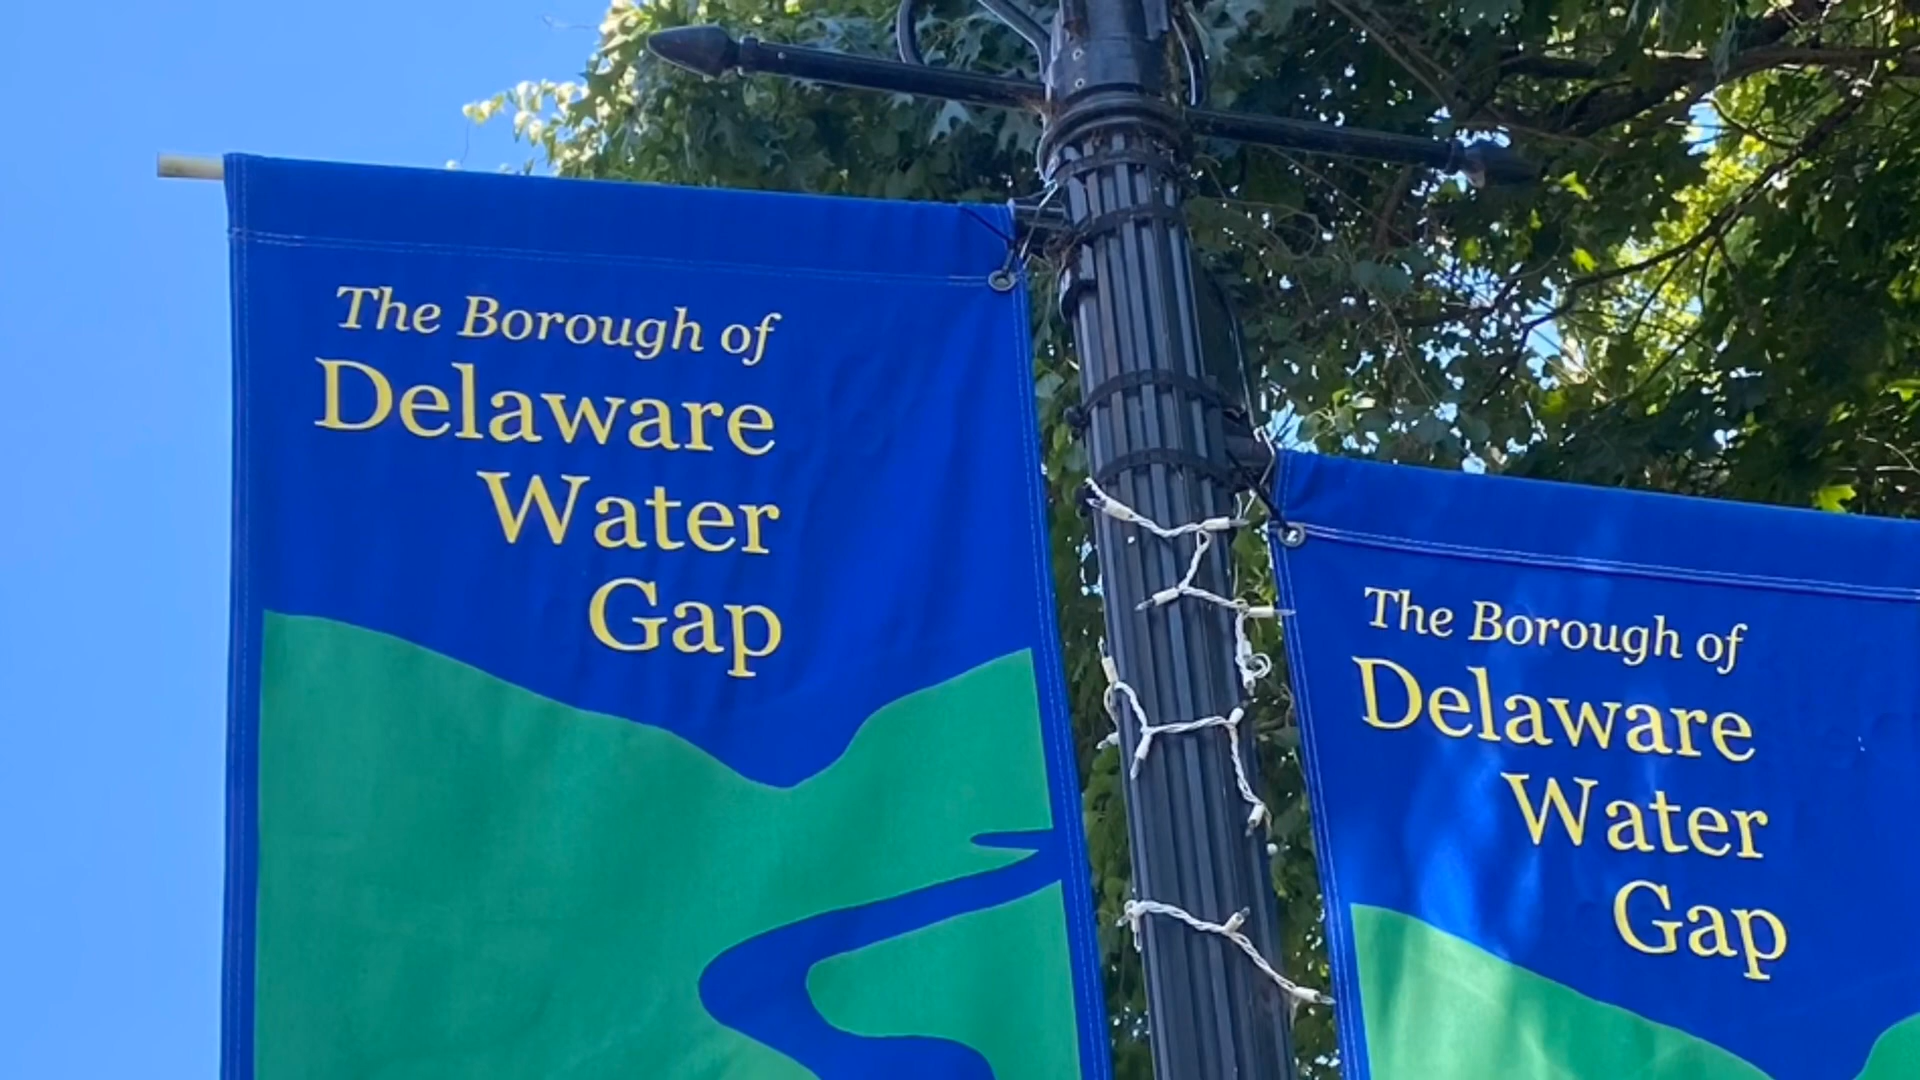 The Borough of
Delaware
Water
Gap
The Borough of
Delaware
Water
Gap